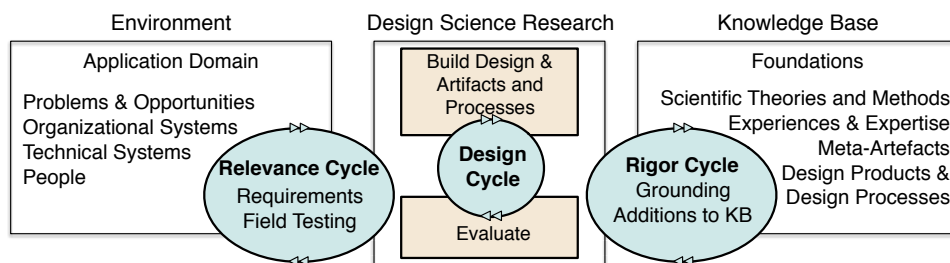 Environment
Application Domain
Problems & Opportunities
Organizational Systems
Technical Systems
People
Relevance Cycle
Requirements
Field Testing
Design Science Research
Build Design &
Artifacts and
Processes
Design
Cycle
Evaluate
Knowledge Base
Foundations
Scientific Theories and Methods
Experiences & Expertise
Meta-Artefacts
Design Products &
Design Processes
Rigor Cycle
Grounding
Additions to KB